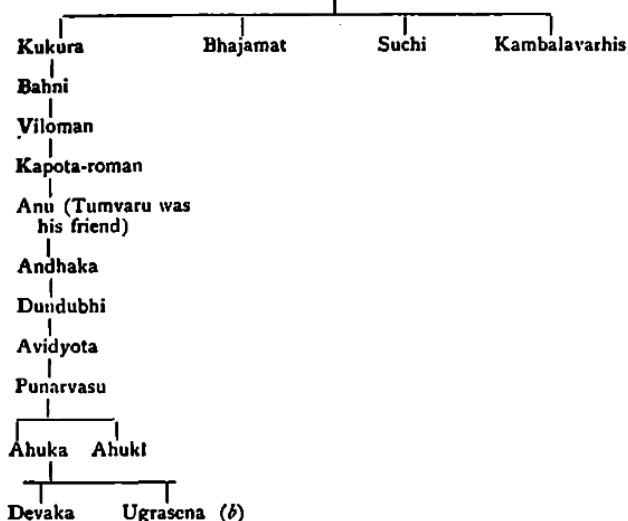 Kukura Bhajamat Suchi Kambalavarhis
Bahni
Viloman
Kapota-roman
Anu (Tumvaru was
his friend)
Andhaka
Dundubhi
Avidyota
Punarvasu
Ahuka Ahuki
Devaka Ugrasena (b)